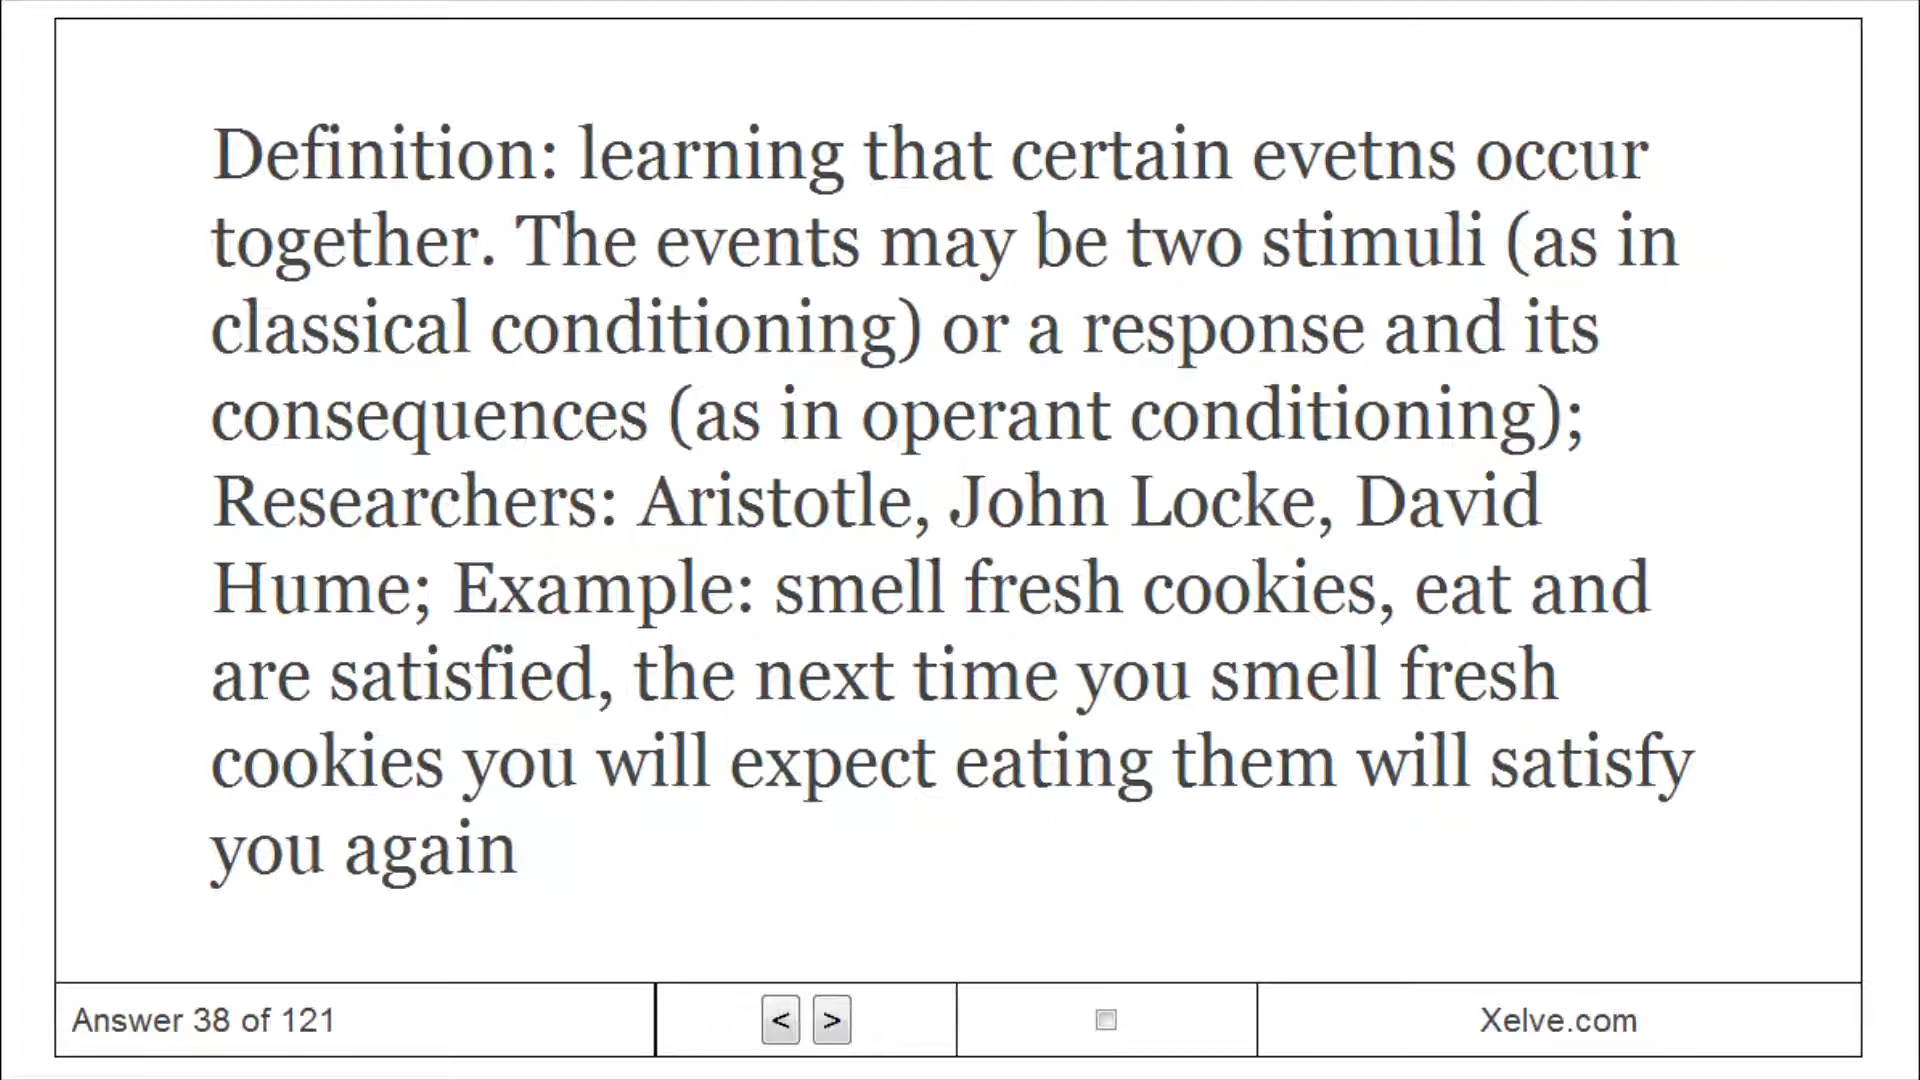 Definition: learning that certain evetns occur
together. The events may be two stimuli (as in
classical conditioning) or a response and its
consequences (as in operant conditioning);
Researchers: Aristotle, John Locke, David
Hume; Example: smell fresh cookies, eat and
are satisfied, the next time you smell fresh
cookies you will expect eating them will satisfy
you again
Answer 38 of 121
< >
Xelve.com